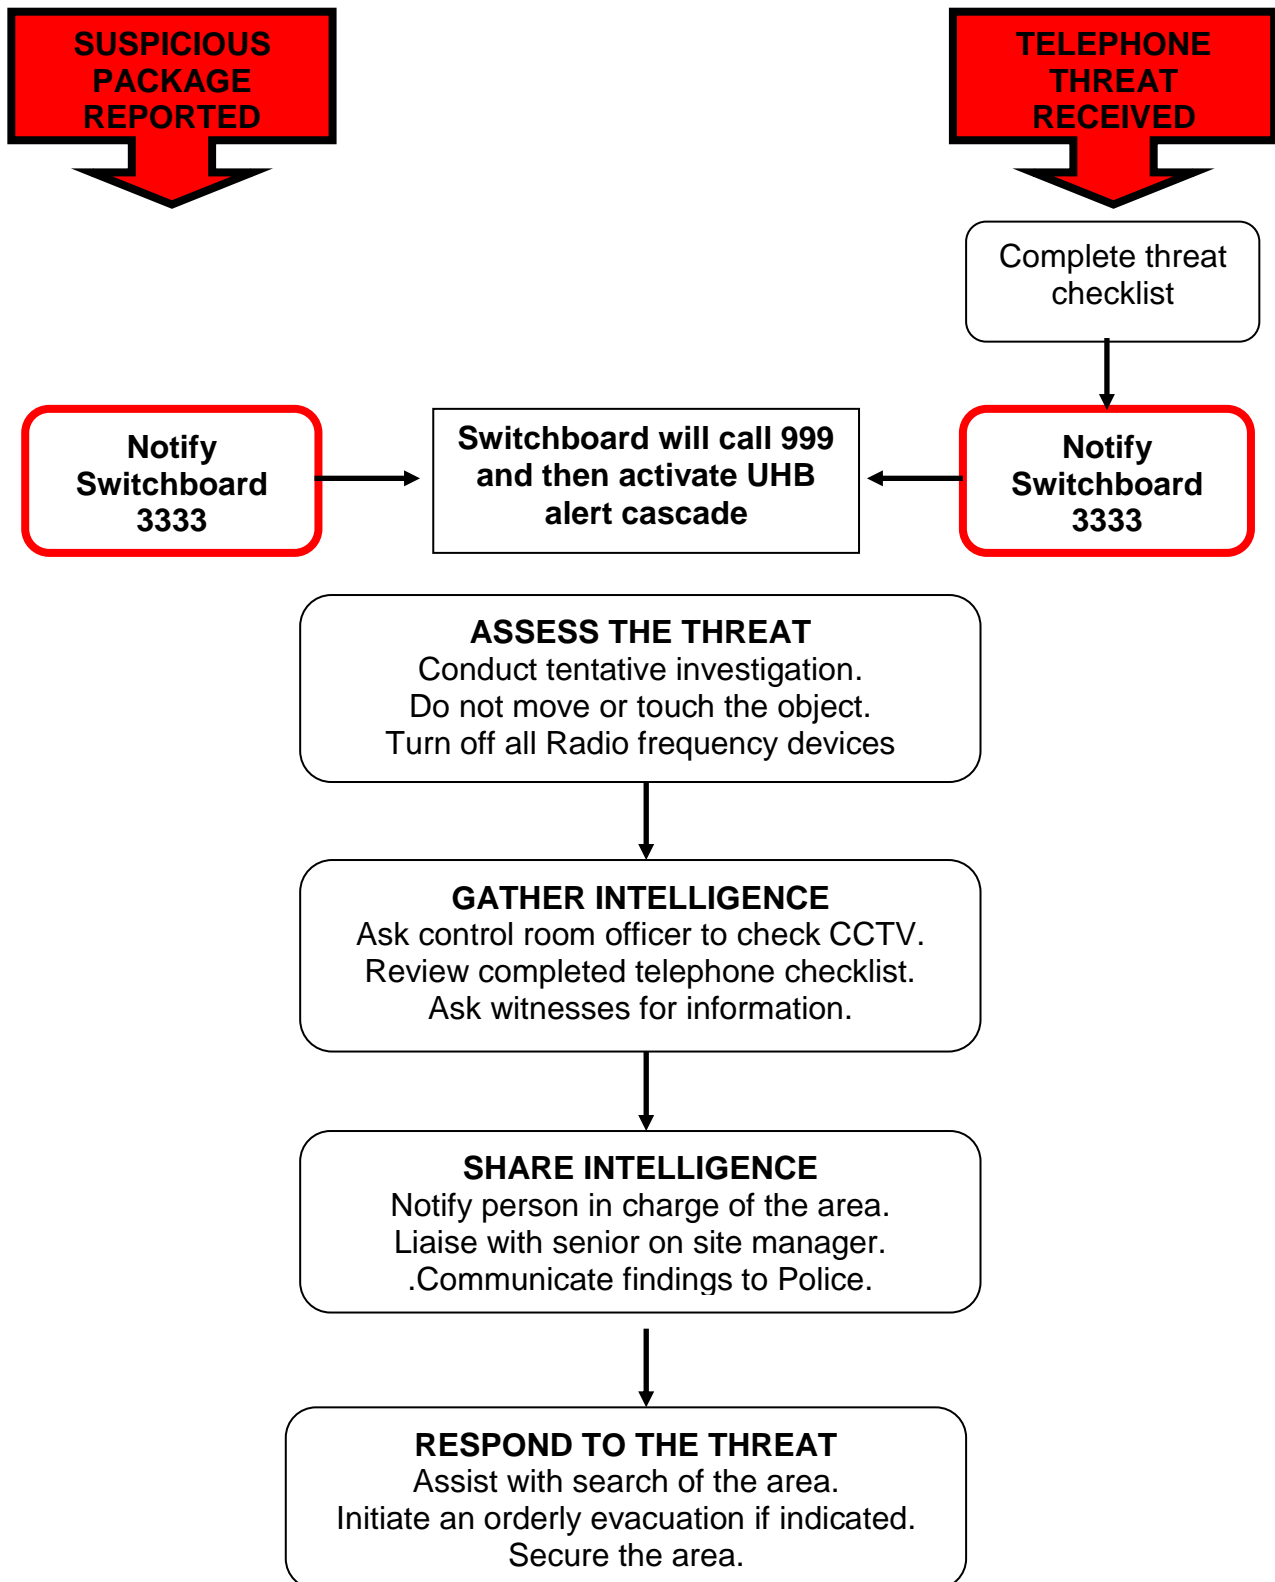 SUSPICIOUS
PACKAGE
REPORTED
TELEPHONE
THREAT
RECEIVED
Complete threat
checklist
Notify
Switchboard
3333
Switchboard will call 999
and then activate UHB
alert cascade
Notify
Switchboard
3333
ASSESS THE THREAT
Conduct tentative investigation.
Do not move or touch the object.
Turn off all Radio frequency devices
GATHER INTELLIGENCE
Ask control room officer to check CCTV.
Review completed telephone checklist.
Ask witnesses for information.
SHARE INTELLIGENCE
Notify person in charge of the area.
Liaise with senior on site manager.
.Communicate findings to Police.
RESPOND TO THE THREAT
Assist with search of the area.
Initiate an orderly evacuation if indicated.
Secure the area.